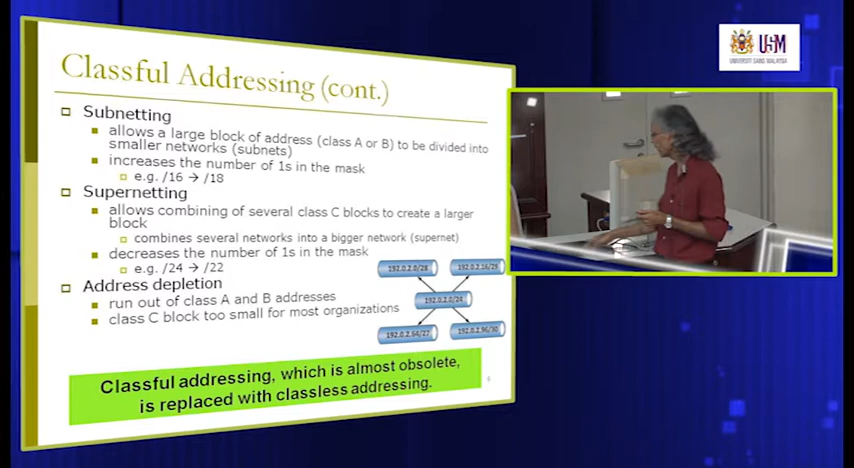 Classful Addressing (cont.)
Subnetting
allows a large block of address (class A or B) to be divided into
smaller networks (subnets)
increases the number of 1s in the mask
e.g. /16 → /18
Supernetting
allows combining of several class C blocks to create a larger
block
combines several networks into a bigger network (supernet)
decreases the number of 1s in the mask
e.g. /24 → /22
Address depletion
run out of class A and B addresses
class C block too small for most organizations
192.0.2.0/28
192.0.2.16/29
192.0.2.0/24
192.0.2.64/27
192.0.2.96/30
Classful addressing, which is almost obsolete,
is replaced with classless addressing.
6
USM
UNIVERSITI SAINS MALAYSIA